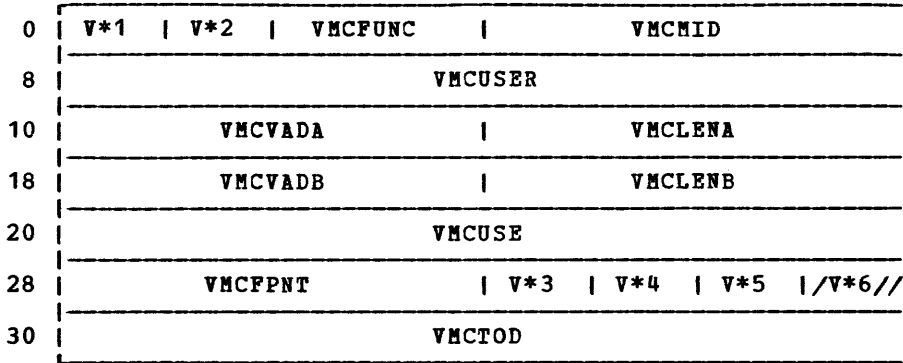 0 | V*1 | V*2 | VMCFUNC | VMCMID
8 | VMCUSER
10 | VMCVADA | VMCLENA
18 | VMCVADB | VMCLENB
20 | VMCUSE
28 | VMCFPNT | V*3 | V*4 | V*5 |/V*6//
30 | VMCTOD